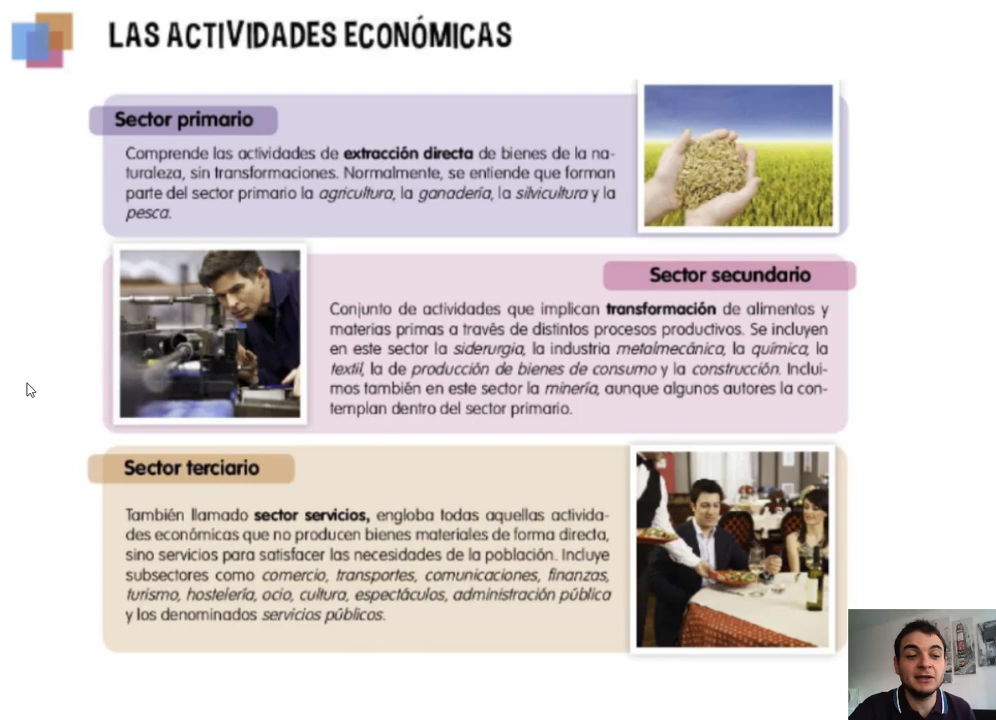 LAS ACTIVIDADES ECONÓMICAS
Sector primario
Comprende las actividades de extracción directa de bienes de la na-
turaleza, sin transformaciones. Normalmente, se entiende que forman
parte del sector primario la agricultura, la ganadería, la silvicultura y la
pesca.
Sector secundario
Conjunto de actividades que implican transformación de alimentos y
materias primas a través de distintos procesos productivos. Se incluyen
en este sector la siderurgia, la industria metalmecánica, la química, la
textil, la de producción de bienes de consumo y la construcción. Inclui-
mos también en este sector la minería, aunque algunos autores la con-
templan dentro del sector primario.
Sector terciario
También llamado sector servicios, engloba todas aquellas activida-
des económicas que no producen bienes materiales de forma directa,
sino servicios para satisfacer las necesidades de la población. Incluye
subsectores como comercio, transportes, comunicaciones, finanzas,
turismo, hostelería, ocio, cultura, espectáculos, administración pública
y los denominados servicios públicos.